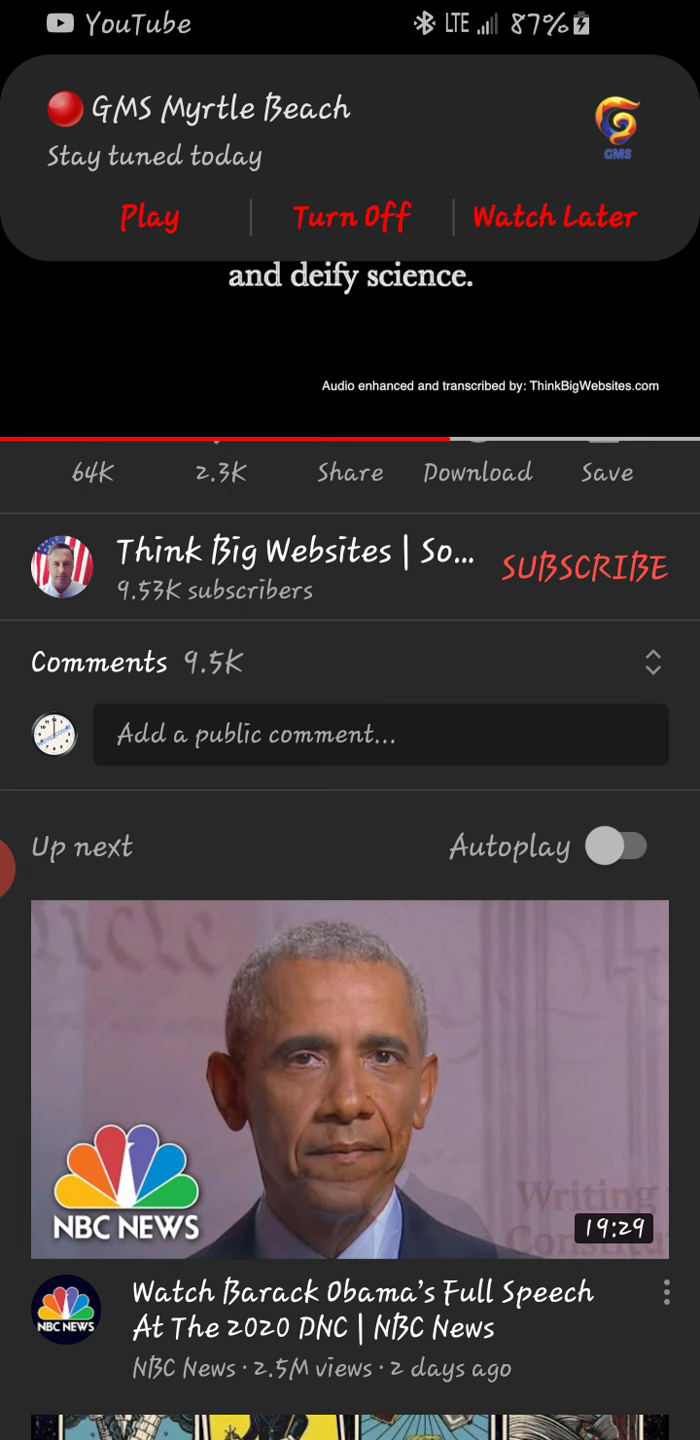 YouTube LTE 87%
GMS Myrtle Beach
Stay tuned today
GMS
Play Turn Off Watch Later
and deify science.
Audio enhanced and transcribed by: ThinkBigWebsites.com
64K 2.3K Share Download Save
Think Big Websites | So... SUBSCRIBE
9.53K subscribers
Comments 9.5K
Add a public comment...
Up next Autoplay
Writing
NBC NEWS
19:29
Watch Barack Obama's Full Speech
NBC NEWS At The 2020 DNC | NBC News
NBC News · 2.5M views · 2 days ago